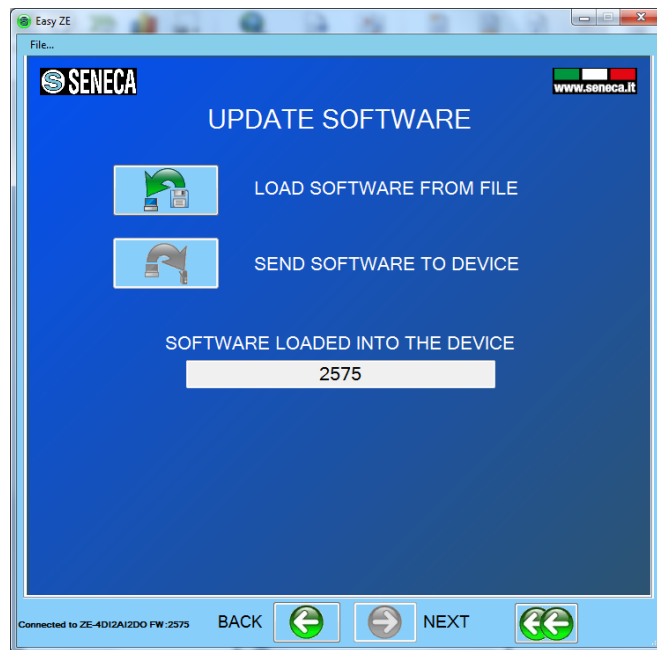 Easy ZE
File...
SENECA
www.seneca.it
UPDATE SOFTWARE
LOAD SOFTWARE FROM FILE
SEND SOFTWARE TO DEVICE
SOFTWARE LOADED INTO THE DEVICE
2575
Connected to ZE-4DI2AI2DO FW:2575
BACK
NEXT